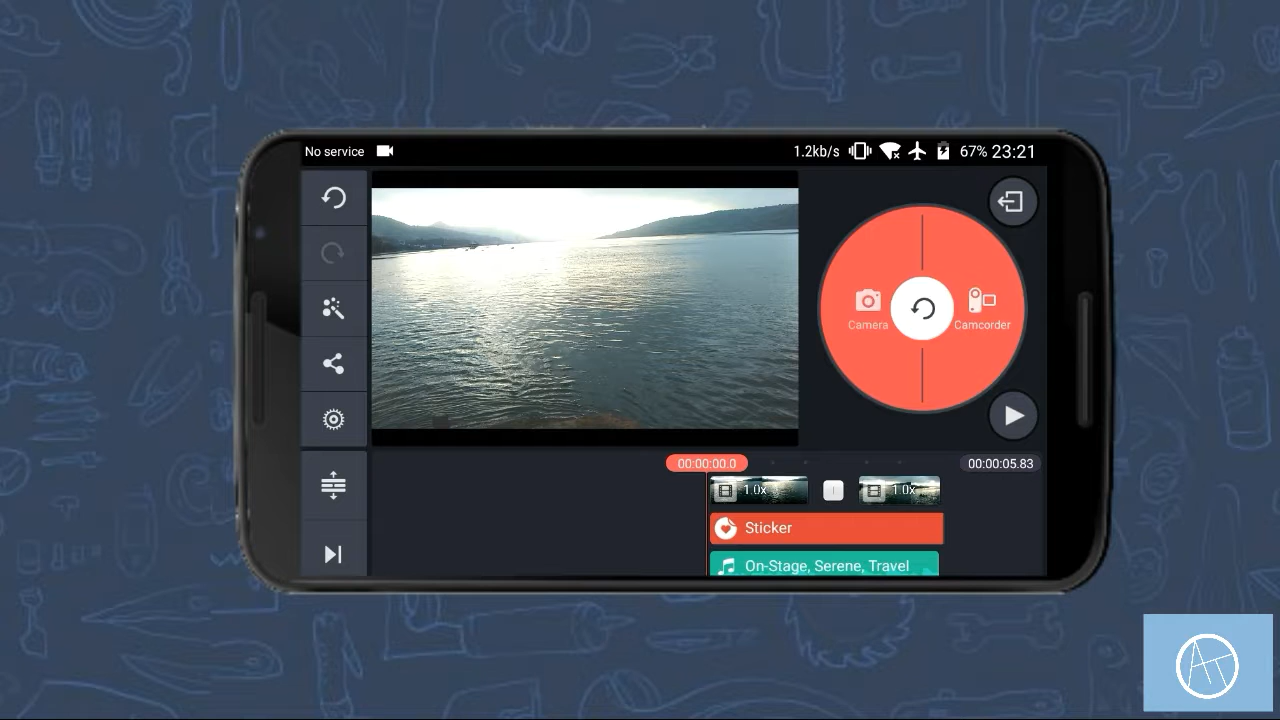 No service
1.2kb/s 67% 23:21
Camera
Camcorder
00:00:00.0
00:00:05.83
1.0x
1.0x
Sticker
On-Stage, Serene, Travel
AT